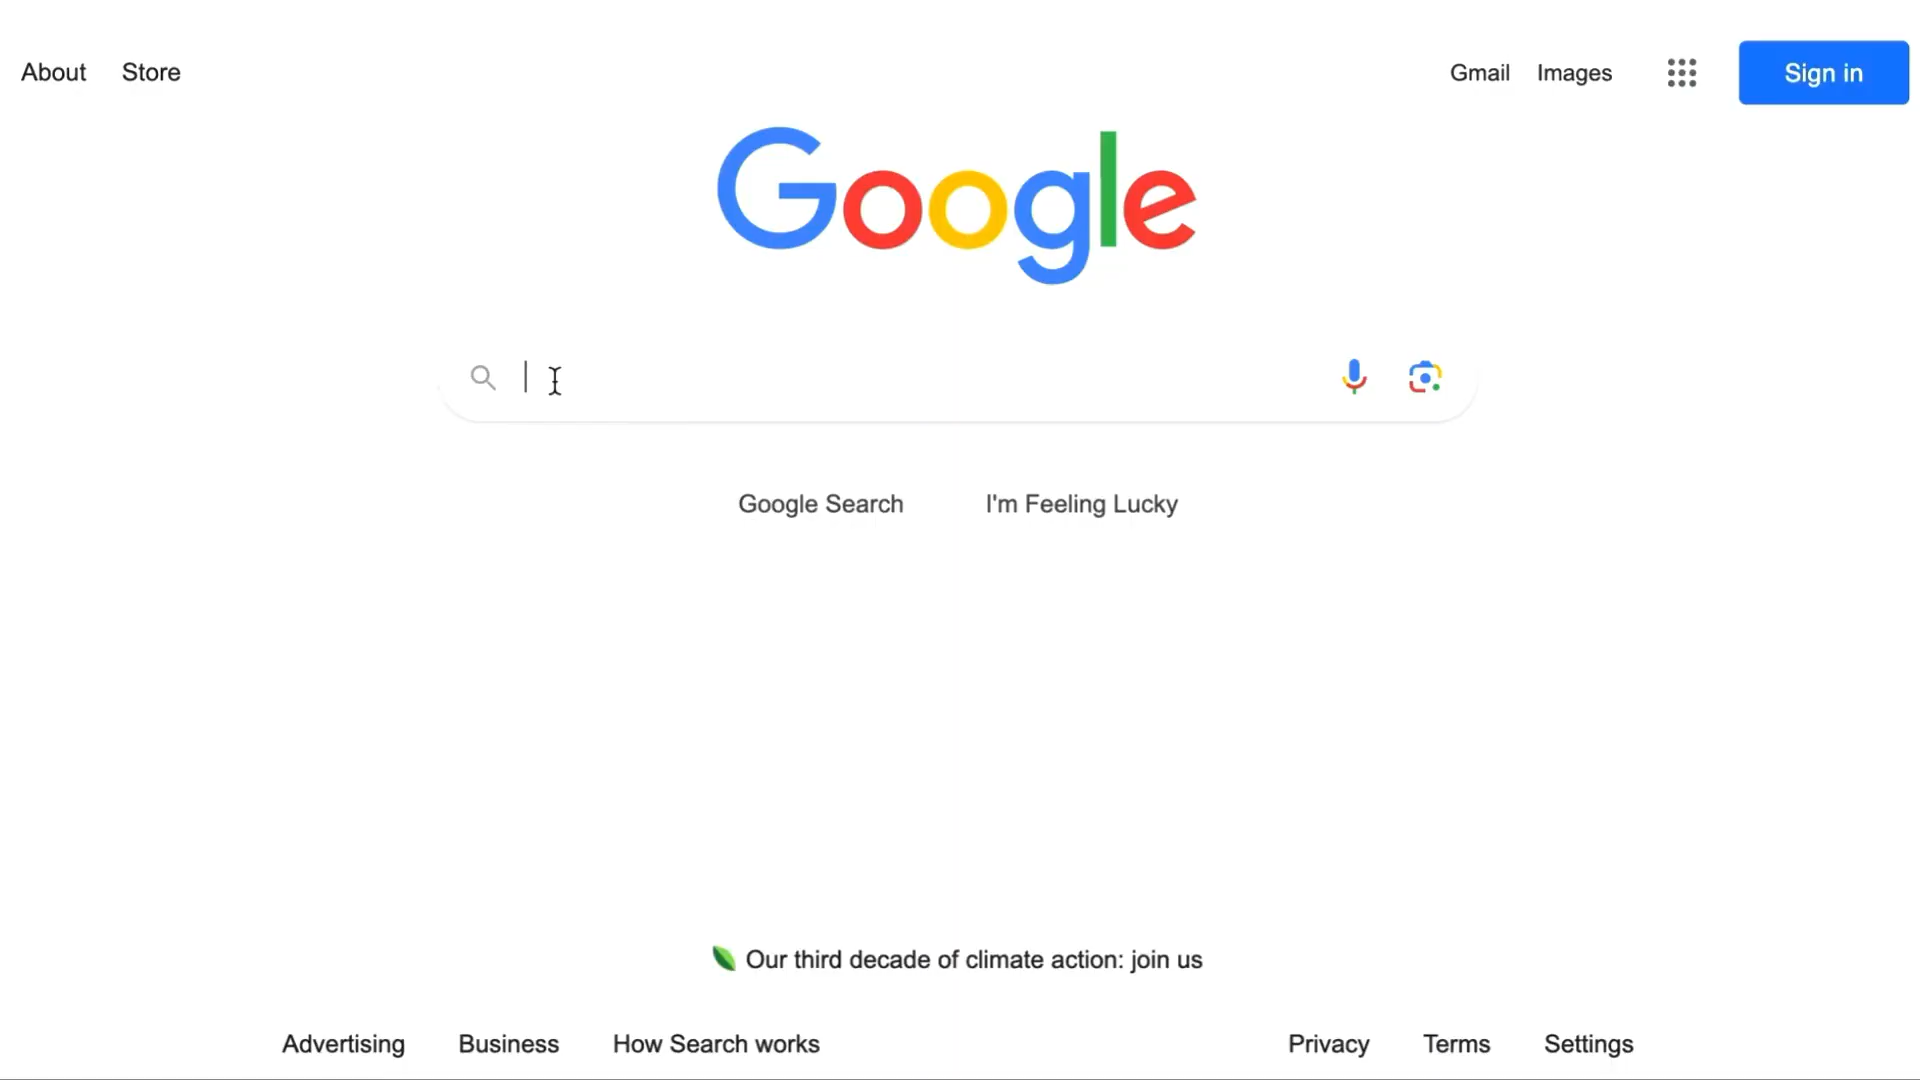 About Store
Gmail Images Sign in
Google
Google Search I'm Feeling Lucky
Our third decade of climate action: join us
Advertising Business How Search works
Privacy Terms Settings